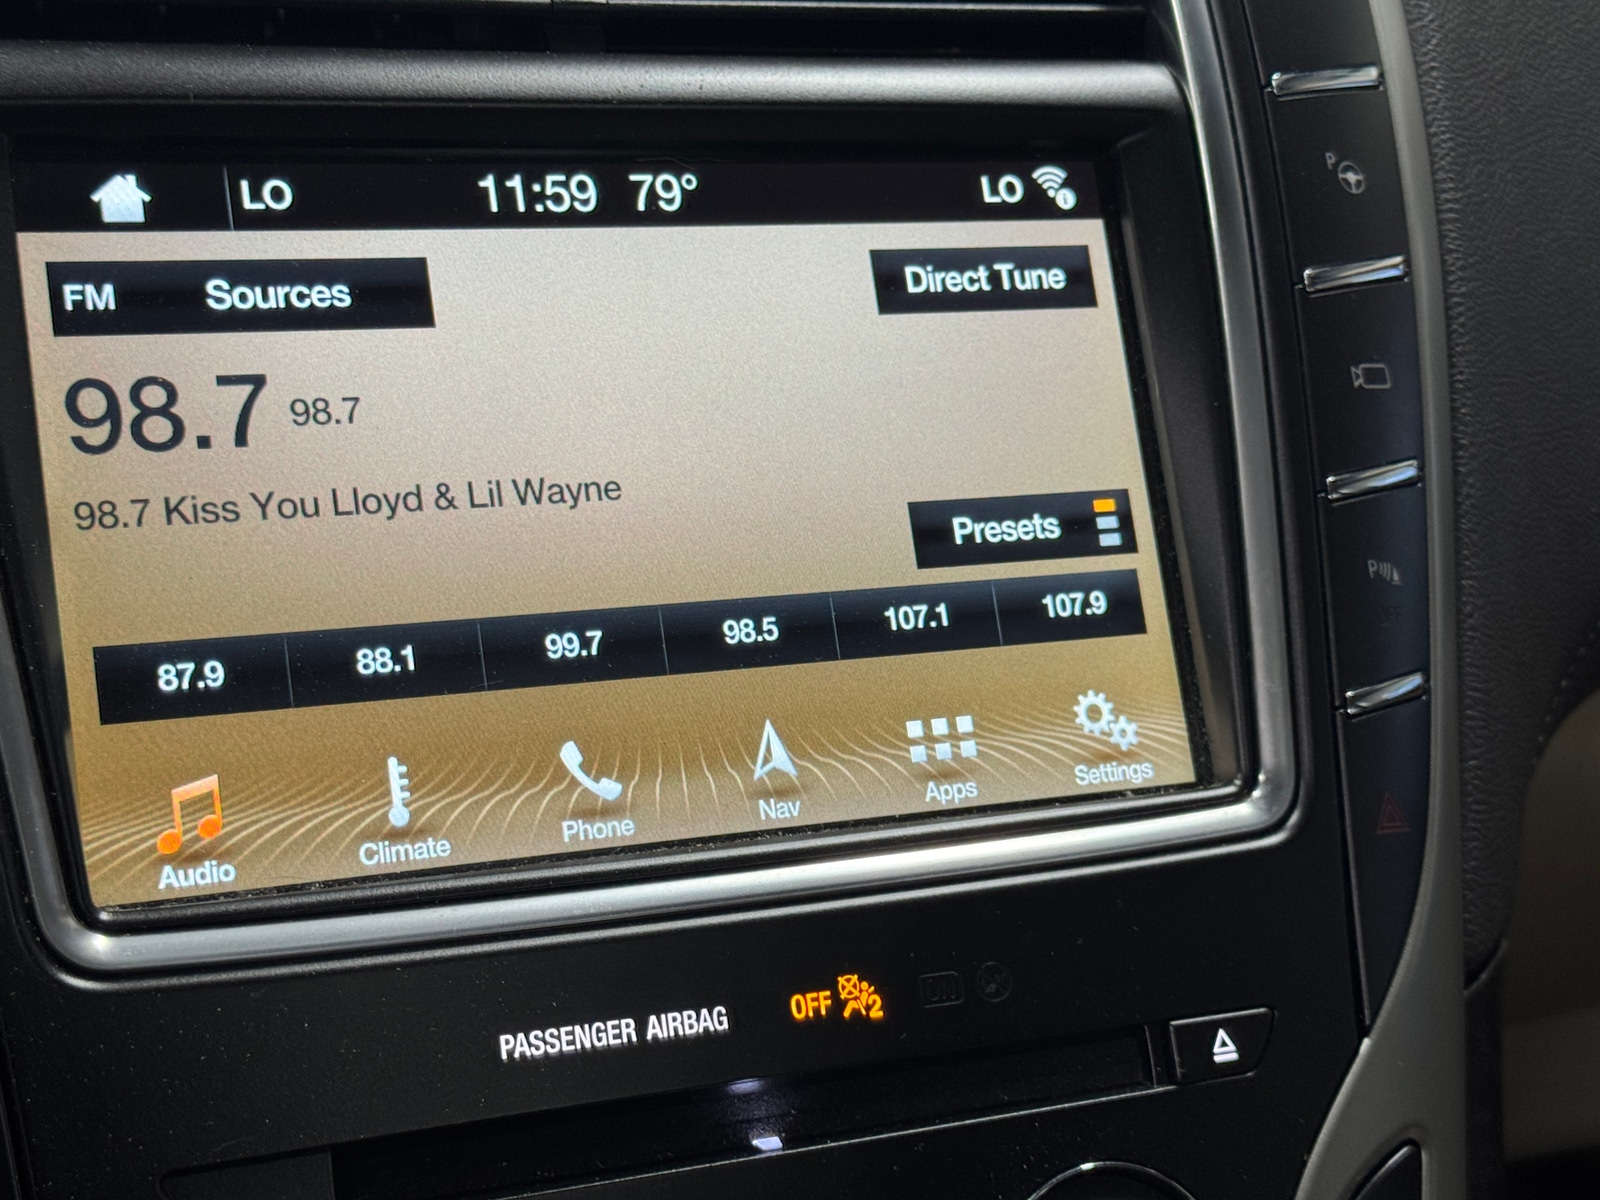 LO 11:59 79° LO
FM Sources Direct Tune
98.7 98.7
98.7 Kiss You Lloyd & Lil Wayne
Presets
87.9 88.1 99.7 98.5 107.1 107.9
Audio Climate Phone Nav Apps Settings
PASSENGER AIRBAG OFF 2 ON
P
P